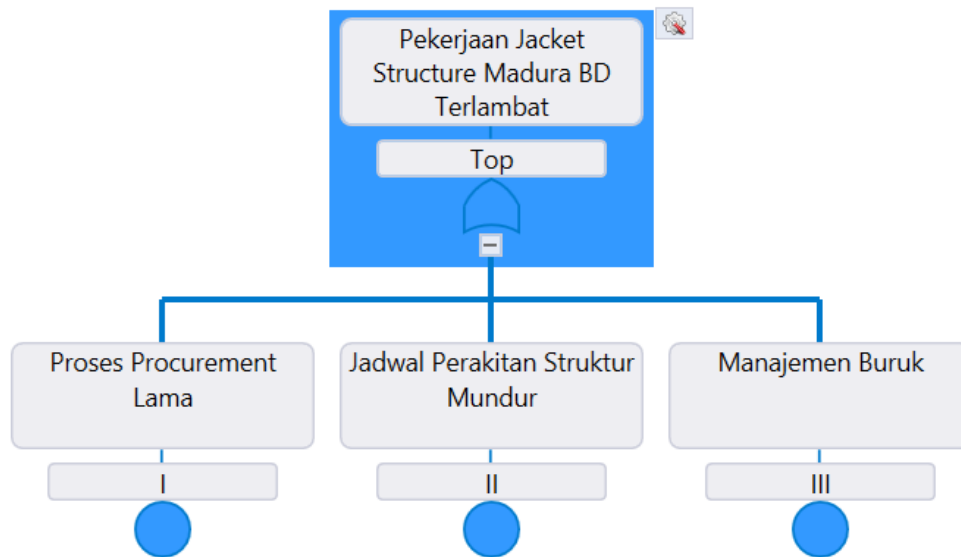 Pekerjaan Jacket
Structure Madura BD
Terlambat
Top
Proses Procurement
Lama
Jadwal Perakitan Struktur
Mundur
Manajemen Buruk
I
II
III